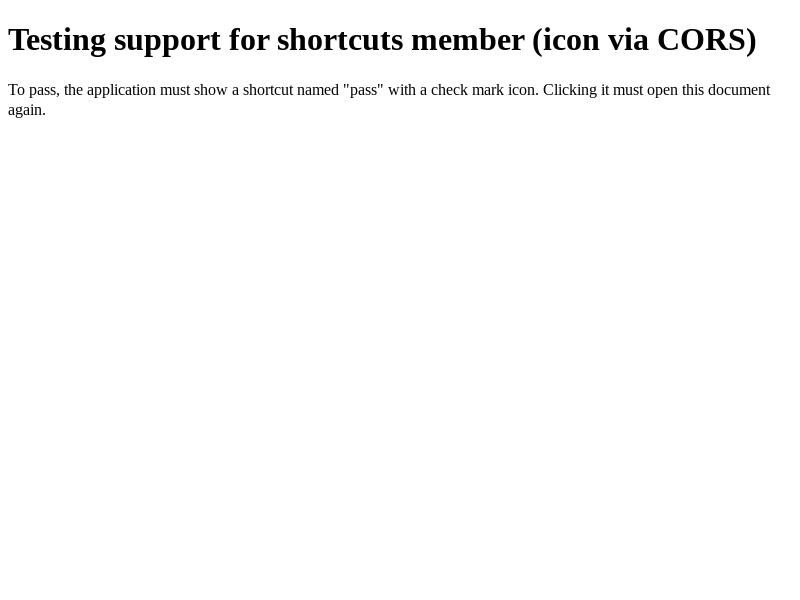 Testing support for shortcuts member (icon via CORS)
To pass, the application must show a shortcut named "pass" with a check mark icon. Clicking it must open this document
again.